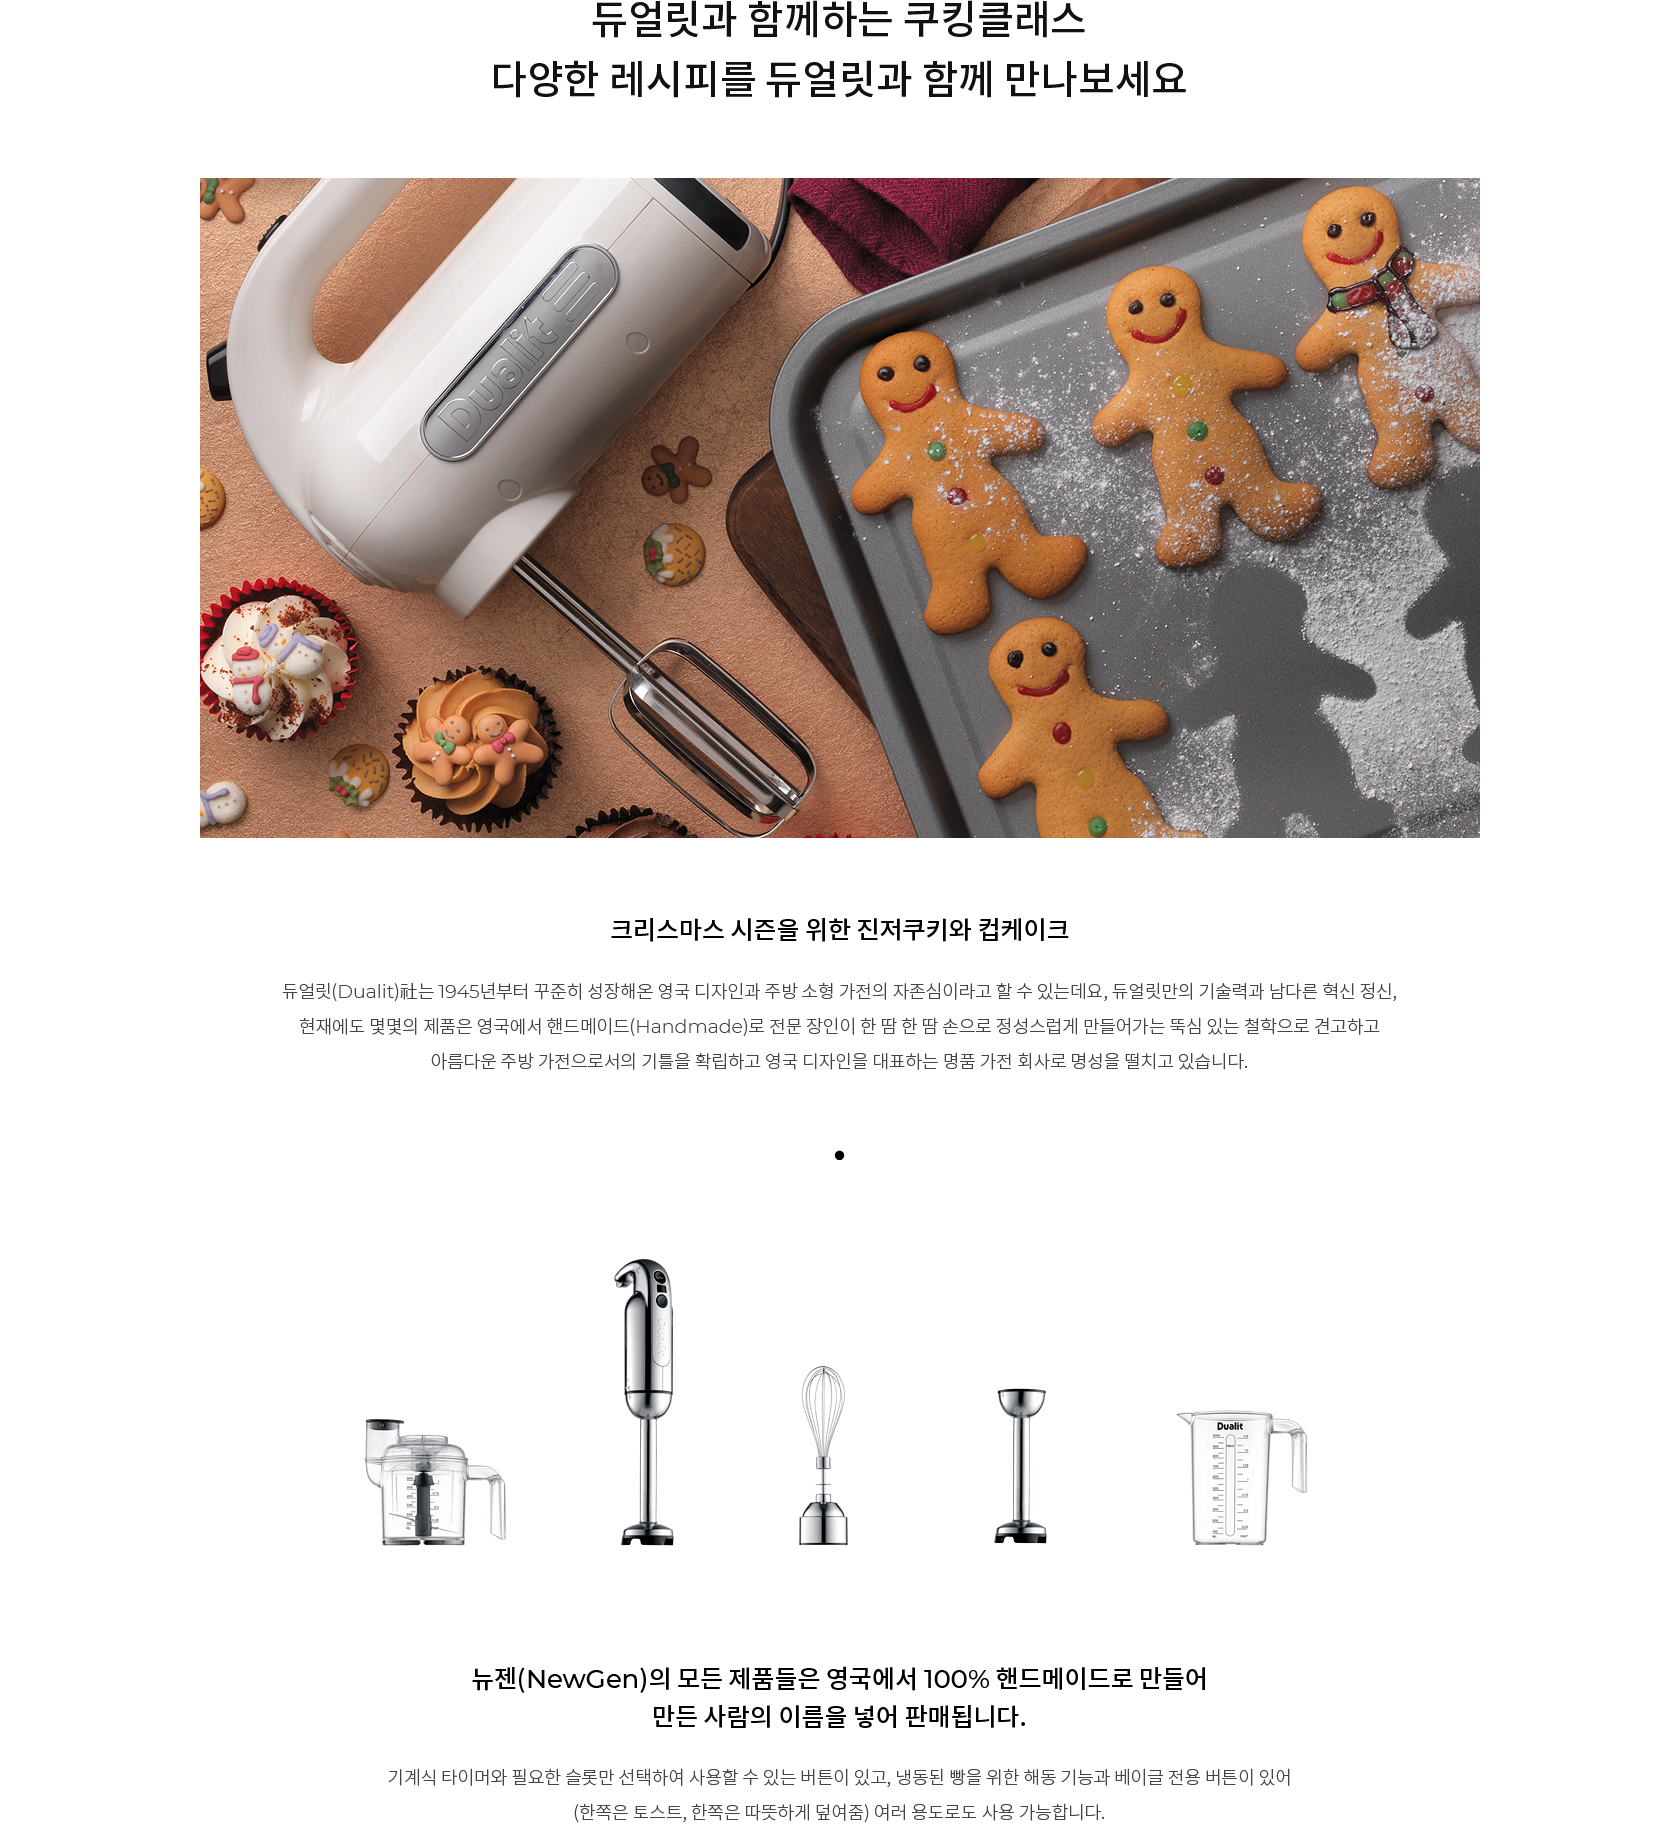 듀얼릿과 함께하는 쿠킹클래스
다양한 레시피를 듀얼릿과 함께 만나보세요
Dualit
크리스마스 시즌을 위한 진저쿠키와 컵케이크
듀얼릿(Dualit)社는 1945년부터 꾸준히 성장해온 영국 디자인과 주방 소형 가전의 자존심이라고 할 수 있는데요, 듀얼릿만의 기술력과 남다른 혁신 정신,
현재에도 몇몇의 제품은 영국에서 핸드메이드(Handmade)로 전문 장인이 한 땀 한 땀 손으로 정성스럽게 만들어가는 뚝심 있는 철학으로 견고하고
아름다운 주방 가전으로서의 기틀을 확립하고 영국 디자인을 대표하는 명품 가전 회사로 명성을 떨치고 있습니다.
Dualit
Dualit
뉴젠(NewGen)의 모든 제품들은 영국에서 100% 핸드메이드로 만들어
만든 사람의 이름을 넣어 판매됩니다.
기계식 타이머와 필요한 슬롯만 선택하여 사용할 수 있는 버튼이 있고, 냉동된 빵을 위한 해동 기능과 베이글 전용 버튼이 있어
(한쪽은 토스트, 한쪽은 따뜻하게 덮여줌) 여러 용도로도 사용 가능합니다.